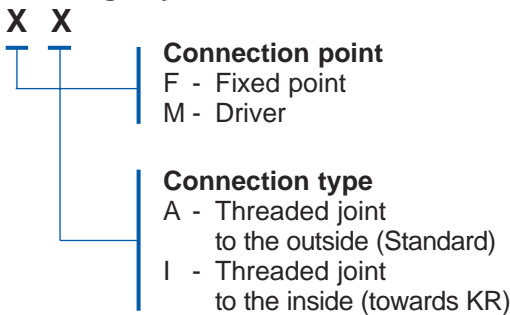 X X
Connection point
F - Fixed point
M - Driver
Connection type
A - Threaded joint
to the outside (Standard)
I - Threaded joint
to the inside (towards KR)